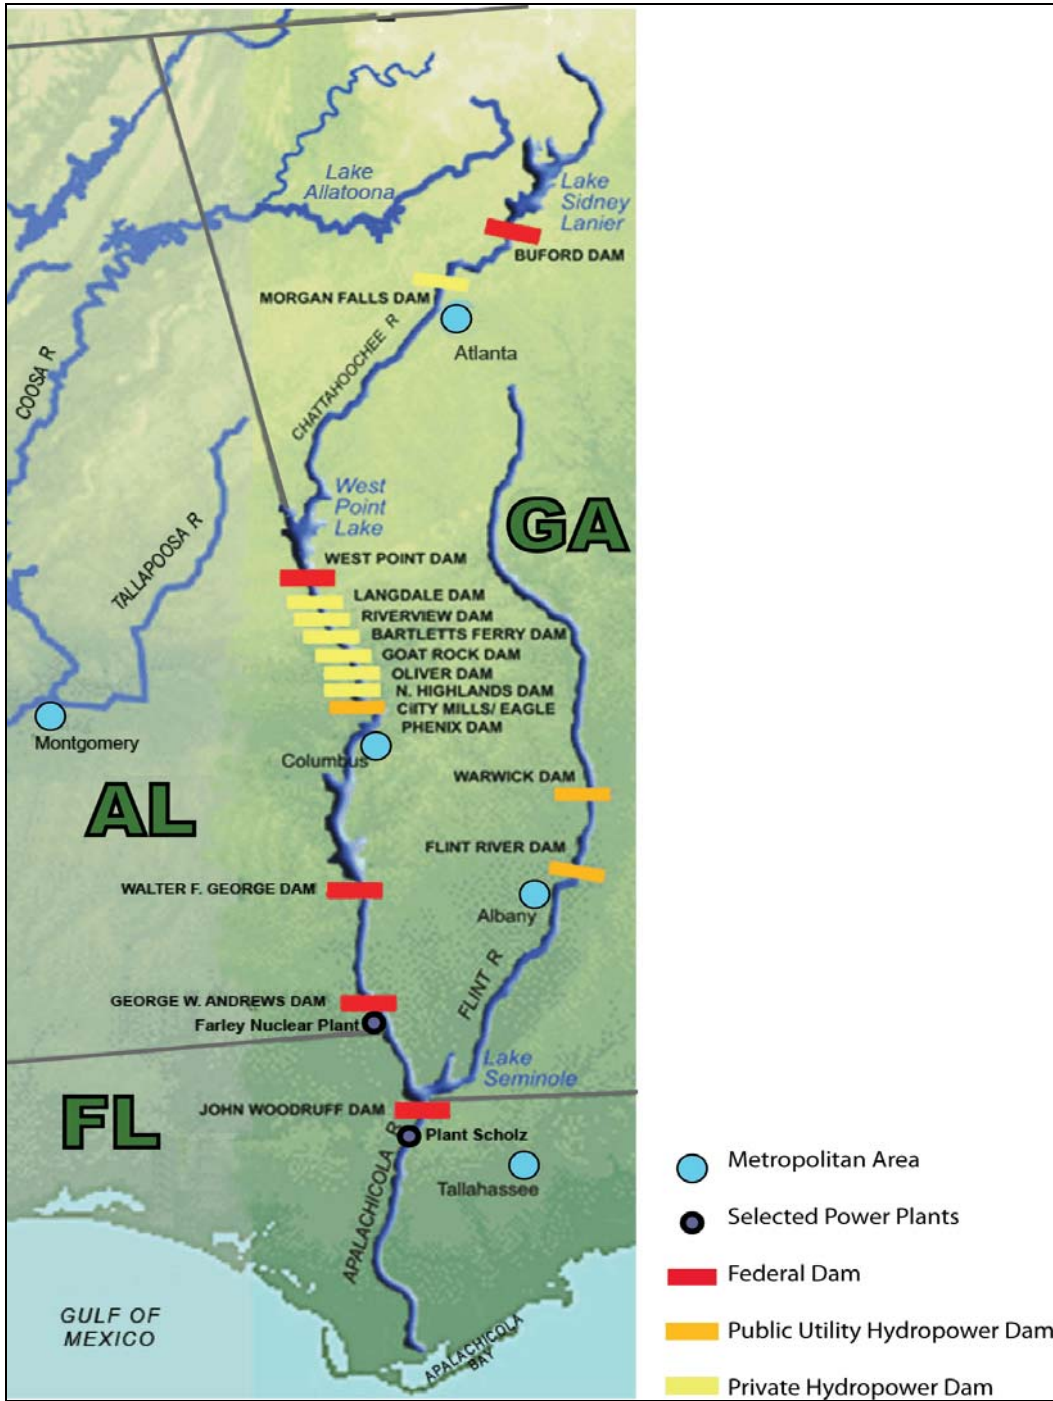 Lake
Allatoona
Lake
Sidney
Lanier
BUFORD DAM
MORGAN FALLS DAM
Atlanta
COOSA R
CHATTAHOOCHEE R
West
Point
Lake
GA
TALLAPOOSA R
WEST POINT DAM
LANGDALE DAM
RIVERVIEW DAM
BARTLETTS FERRY DAM
GOAT ROCK DAM
OLIVER DAM
N. HIGHLANDS DAM
CIITY MILLS/ EAGLE
PHENIX DAM
Montgomery
Columbus
WARWICK DAM
AL
FLINT RIVER DAM
WALTER F. GEORGE DAM
Albany
FLINT R
GEORGE W. ANDREWS DAM
Farley Nuclear Plant
Lake
Seminole
FL
JOHN WOODRUFF DAM
Plant Scholz
Tallahassee
APALACHICOLA R
GULF OF
MEXICO
APALACHICOLA
BAY
Metropolitan Area
Selected Power Plants
Federal Dam
Public Utility Hydropower Dam
Private Hydropower Dam